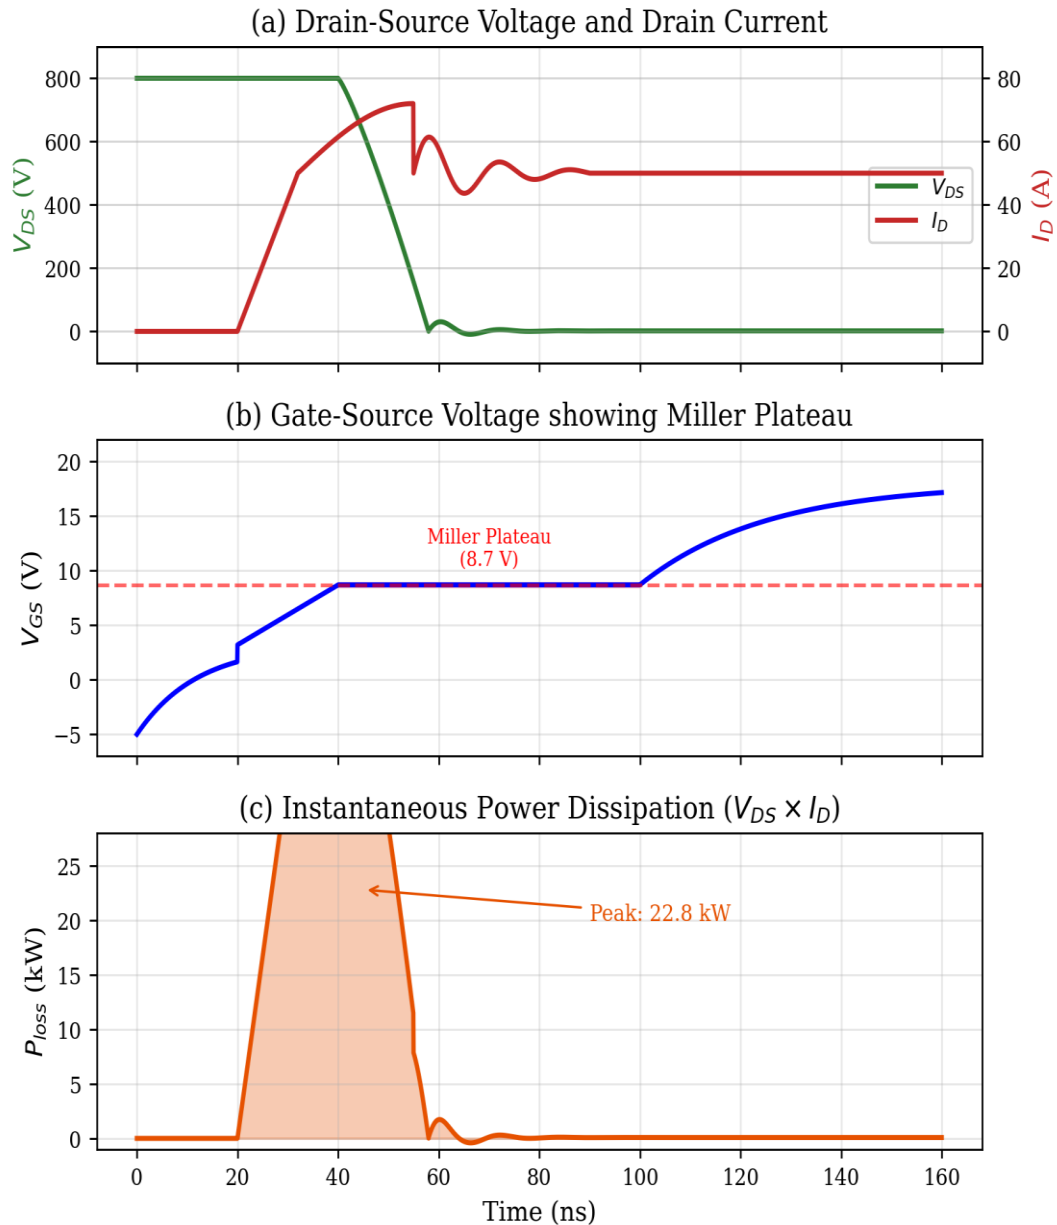 (a) Drain-Source Voltage and Drain Current
V_DS (V)
800
600
400
200
0
80
60
40
20
0
I_D (A)
V_DS
I_D
(b) Gate-Source Voltage showing Miller Plateau
V_GS (V)
20
15
10
5
0
−5
Miller Plateau
(8.7 V)
(c) Instantaneous Power Dissipation (V_DS × I_D)
P_loss (kW)
25
20
15
10
5
0
Peak: 22.8 kW
0 20 40 60 80 100 120 140 160
Time (ns)